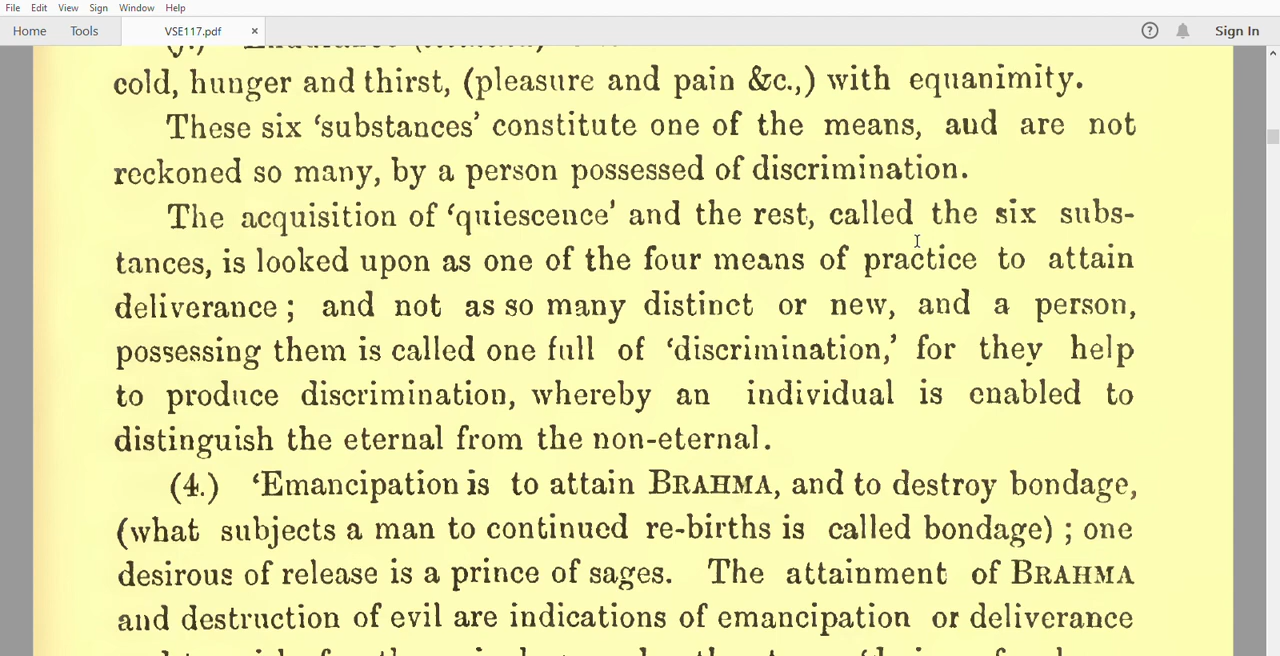 File Edit View Sign Window Help
Home Tools VSE117.pdf × ? Sign In
cold, hunger and thirst, (pleasure and pain &c.,) with equanimity.
These six ‘substances’ constitute one of the means, aud are not
reckoned so many, by a person possessed of discrimination.
The acquisition of ‘quiescence’ and the rest, called the six subs-
tances, is looked upon as one of the four means of practice to attain
deliverance ; and not as so many distinct or new, and a person,
possessing them is called one full of ‘discrimination,’ for they help
to produce discrimination, whereby an individual is enabled to
distinguish the eternal from the non-eternal.
(4.) ‘Emancipation is to attain BRAHMA, and to destroy bondage,
(what subjects a man to continued re-births is called bondage) ; one
desirous of release is a prince of sages. The attainment of BRAHMA
and destruction of evil are indications of emancipation or deliverance